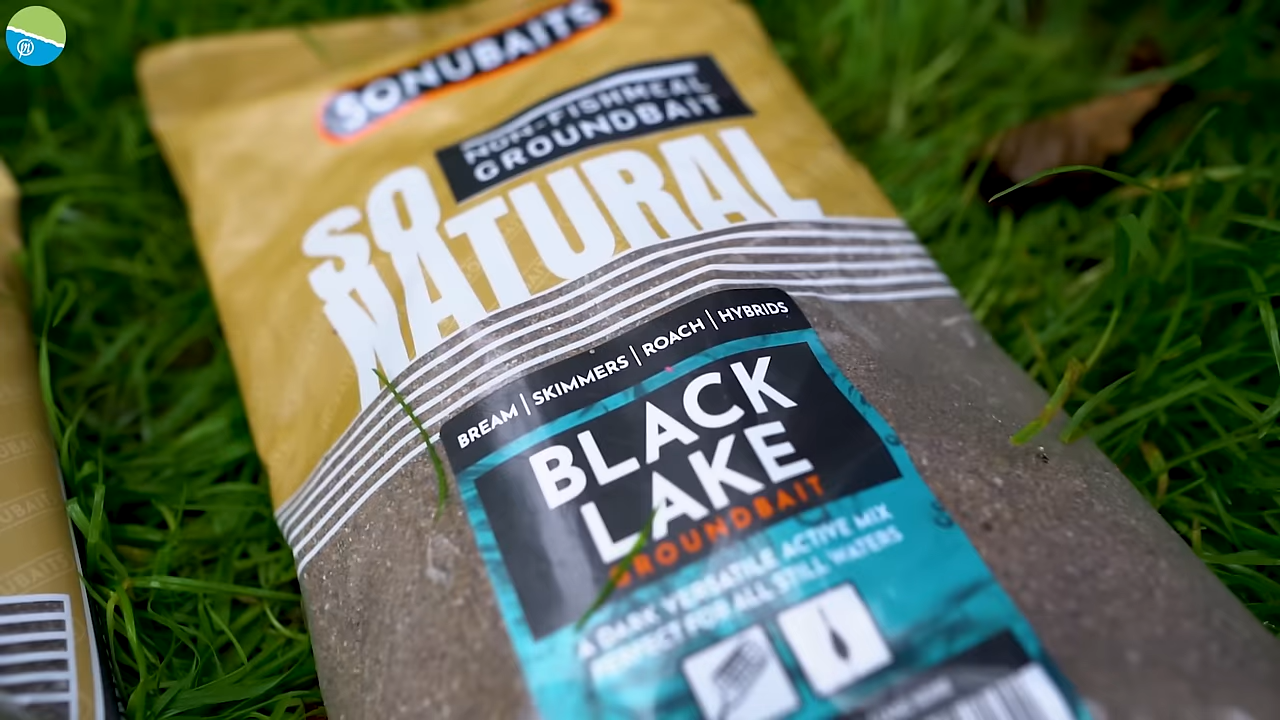 SONUBAITS
NON-FISHMEAL
GROUNDBAIT
SO
NATURAL
BREAM | SKIMMERS | ROACH | HYBRIDS
BLACK
LAKE
GROUNDBAIT
A DARK VERSATILE ACTIVE MIX
PERFECT FOR ALL STILL WATERS